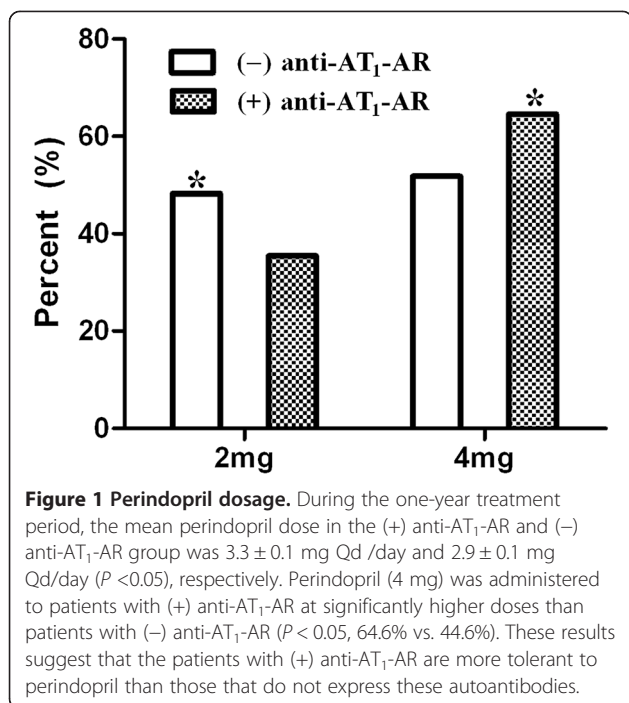 80
60
40
20
0
Percent (%)
(−) anti-AT₁-AR
(+) anti-AT₁-AR
*
*
2mg
4mg
Figure 1 Perindopril dosage. During the one-year treatment
period, the mean perindopril dose in the (+) anti-AT₁-AR and (−)
anti-AT₁-AR group was 3.3 ± 0.1 mg Qd /day and 2.9 ± 0.1 mg
Qd/day (P <0.05), respectively. Perindopril (4 mg) was administered
to patients with (+) anti-AT₁-AR at significantly higher doses than
patients with (−) anti-AT₁-AR (P < 0.05, 64.6% vs. 44.6%). These results
suggest that the patients with (+) anti-AT₁-AR are more tolerant to
perindopril than those that do not express these autoantibodies.